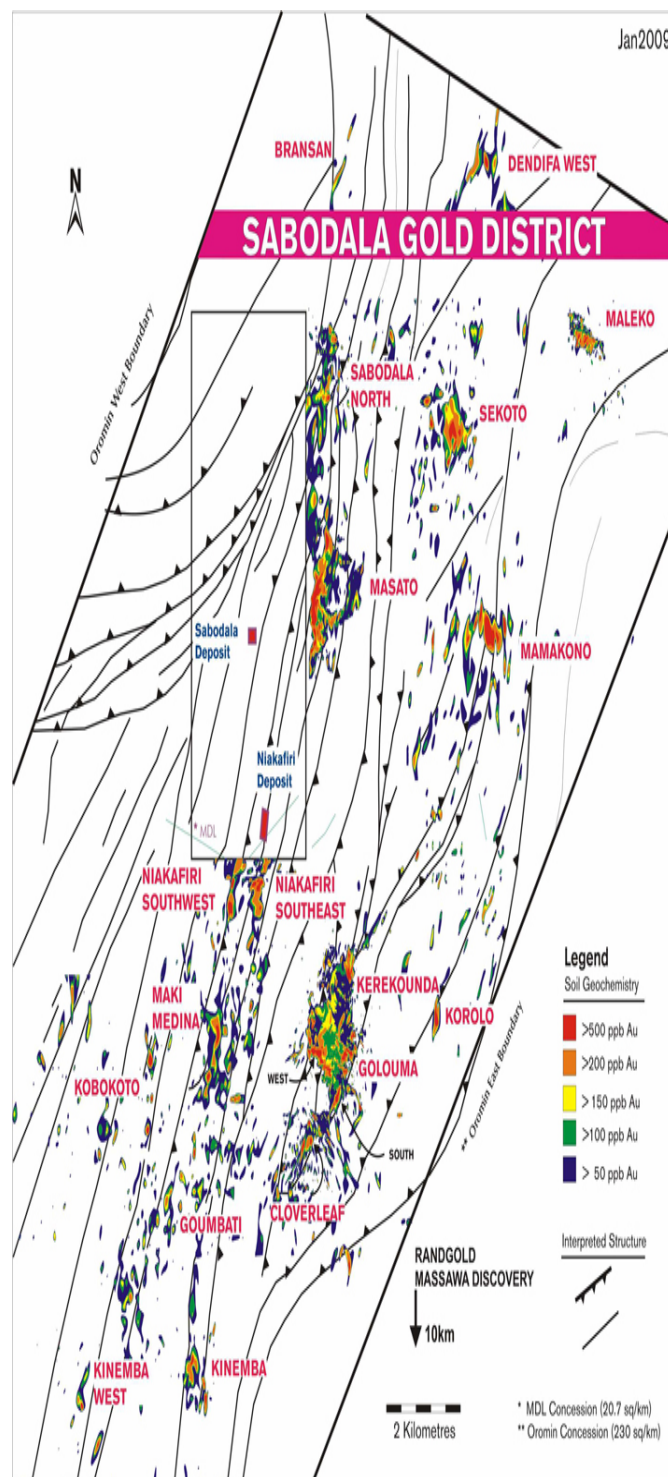 Jan2009
BRANSAN
DENDIFA WEST
N
SABODALA GOLD DISTRICT
Oromin West Boundary
MALEKO
SABODALA
NORTH
SEKOTO
MASATO
Sabodala
Deposit
MAMAKONO
Niakafiri
Deposit
* MDL
NIAKAFIRI
SOUTHWEST
NIAKAFIRI
SOUTHEAST
KEREKOUNDA
MAKI
MEDINA
KOROLO
GOLOUMA
WEST
KOBOKOTO
SOUTH
** Oromin East Boundary
CLOVERLEAF
GOUMBATI
Legend
Soil Geochemistry
>500 ppb Au
>200 ppb Au
>150 ppb Au
>100 ppb Au
> 50 ppb Au
Interpreted Structure
RANDGOLD
MASSAWA DISCOVERY
10km
KINEMBA
WEST
KINEMBA
2 Kilometres
* MDL Concession (20.7 sq/km)
** Oromin Concession (230 sq/km)